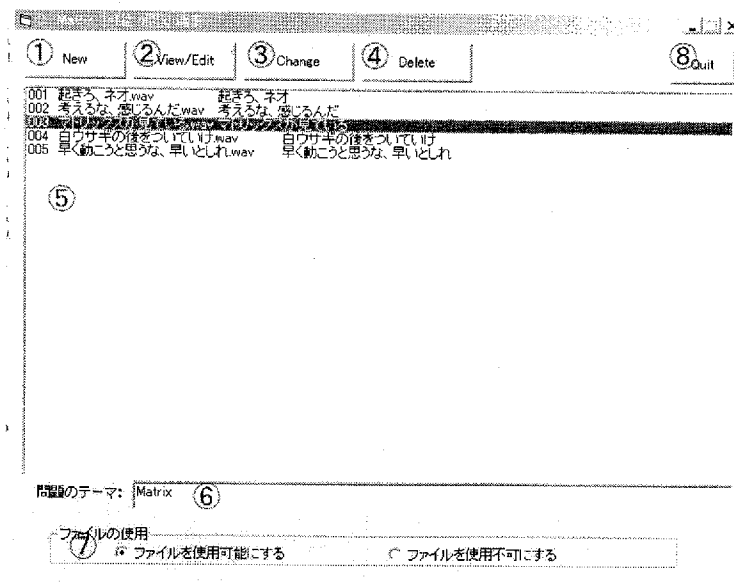 ① New ② View/Edit ③ Change ④ Delete ⑧ Quit
001 起きろ、ネオ.wav 起きろ、ネオ
002 考えるな、感じるんだ.wav 考えるな、感じるんだ
003
004 白ウサギの後をついていけ.wav 白ウサギの後をついていけ
005 早く動こうと思うな、早いとしれ.wav 早く動こうと思うな、早いとしれ
⑤
問題のテーマ: Matrix ⑥
ファイルの使用
⑦ ファイルを使用可能にする ファイルを使用不可にする